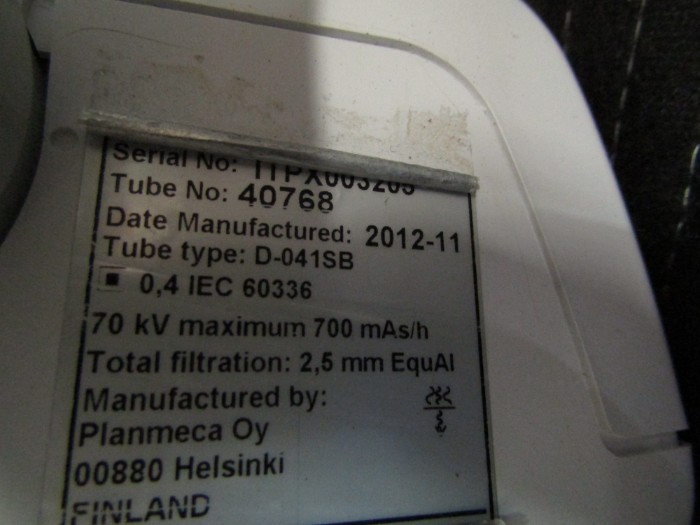 Serial No:
Tube No: 40768
Date Manufactured: 2012-11
Tube type: D-041SB
0,4 IEC 60336
70 kV maximum 700 mAs/h
Total filtration: 2,5 mm EquAl
Manufactured by:
Planmeca Oy
00880 Helsinki
FINLAND